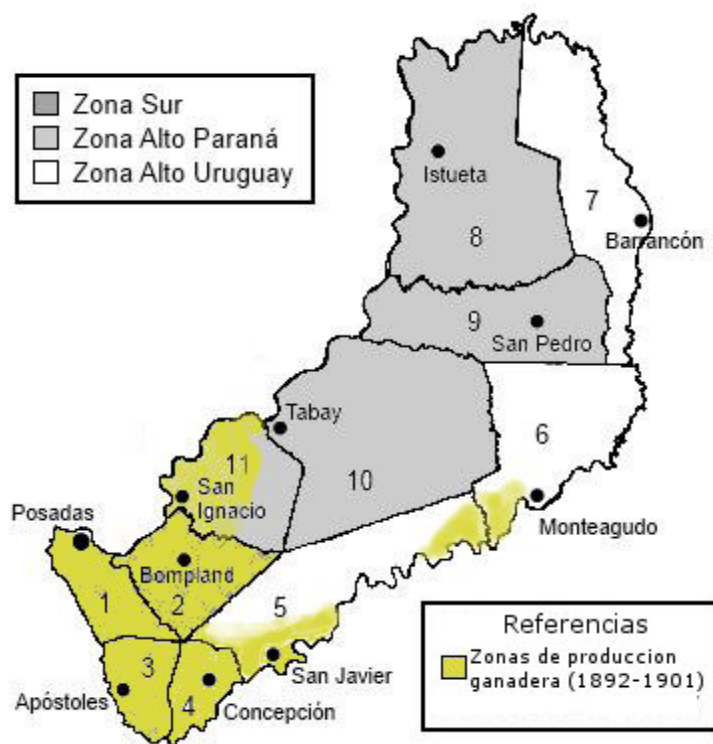 Zona Sur
Zona Alto Paraná
Zona Alto Uruguay
Istueta
7
Barrancón
8
9
San Pedro
Tabay
6
11
10
San
Ignacio
Monteagudo
Posadas
Bompland
1
2
5
3
San Javier
Apóstoles
4
Concepción
Referencias
Zonas de produccion
ganadera (1892-1901)